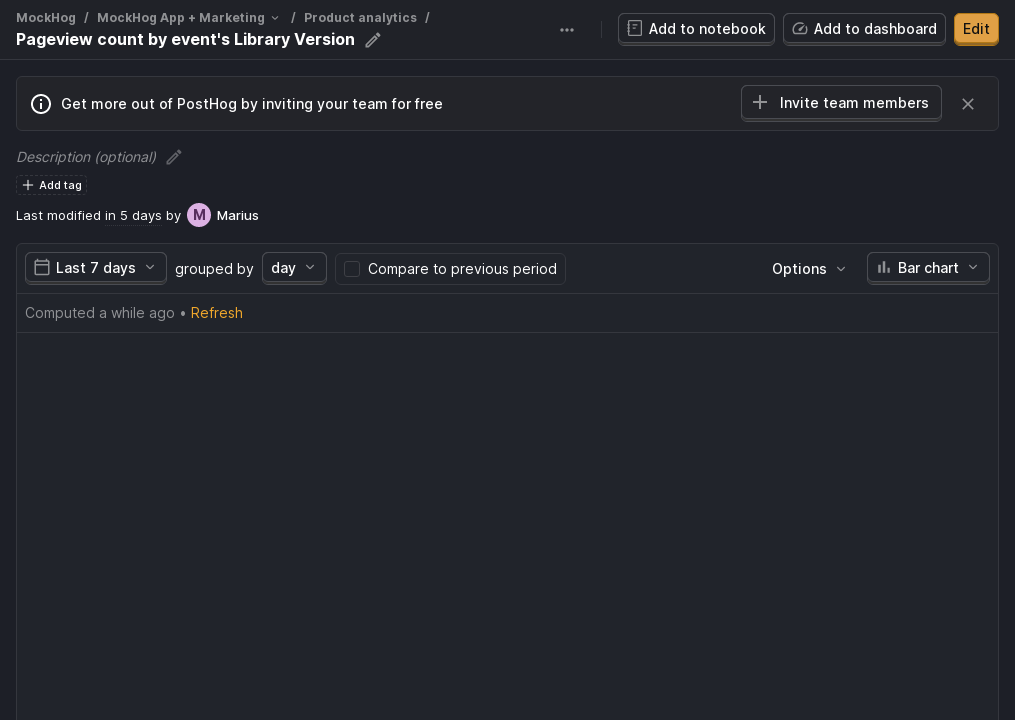 MockHog / MockHog App + Marketing / Product analytics /
Pageview count by event's Library Version
Add to notebook
Add to dashboard
Edit
Get more out of PostHog by inviting your team for free
Invite team members
Description (optional)
Add tag
Last modified in 5 days by M Marius
Last 7 days grouped by day Compare to previous period Options Bar chart
Computed a while ago • Refresh